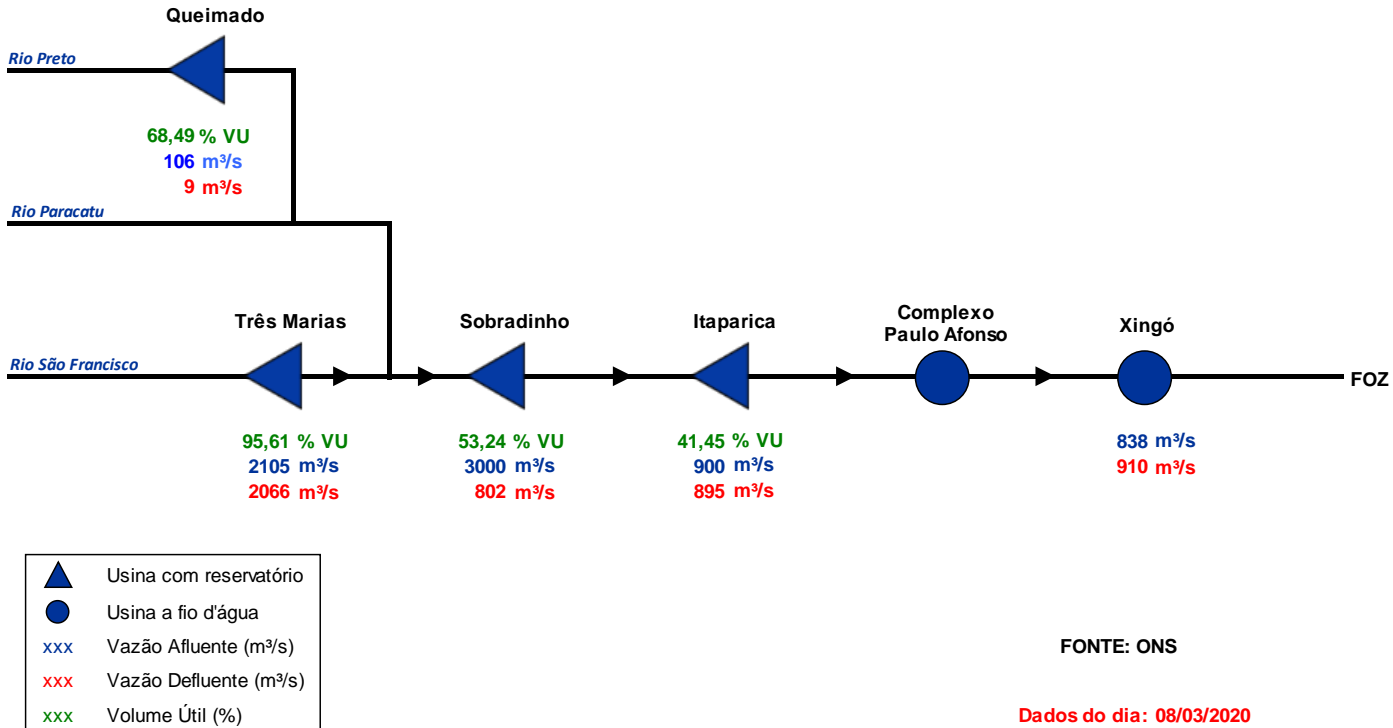 Queimado
Rio Preto
68,49 % VU
106 m³/s
9 m³/s
Rio Paracatu
Três Marias
Sobradinho
Itaparica
Complexo
Paulo Afonso
Xingó
Rio São Francisco
FOZ
95,61 % VU
2105 m³/s
2066 m³/s
53,24 % VU
3000 m³/s
802 m³/s
41,45 % VU
900 m³/s
895 m³/s
838 m³/s
910 m³/s
Usina com reservatório
Usina a fio d'água
xxx Vazão Afluente (m³/s)
xxx Vazão Defluente (m³/s)
xxx Volume Útil (%)
FONTE: ONS
Dados do dia: 08/03/2020